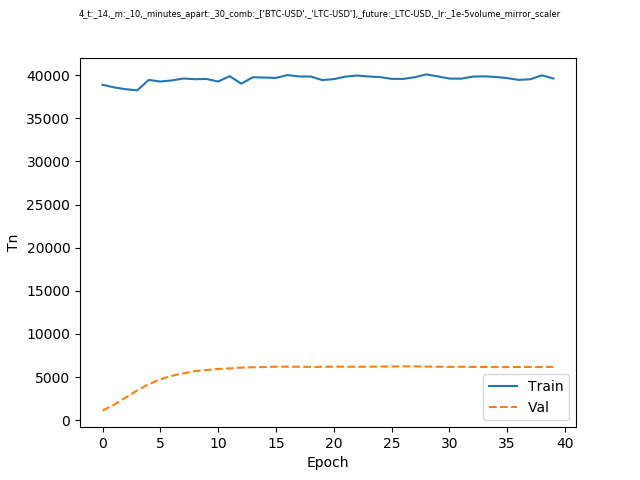 4_t:_14,_m:_10,_minutes_apart:_30_comb:_['BTC-USD',_'LTC-USD'],_future:_LTC-USD,_lr:_1e-5volume_mirror_scaler
40000
35000
30000
25000
20000
15000
10000
5000
0
Tn
Train
Val
0 5 10 15 20 25 30 35 40
Epoch